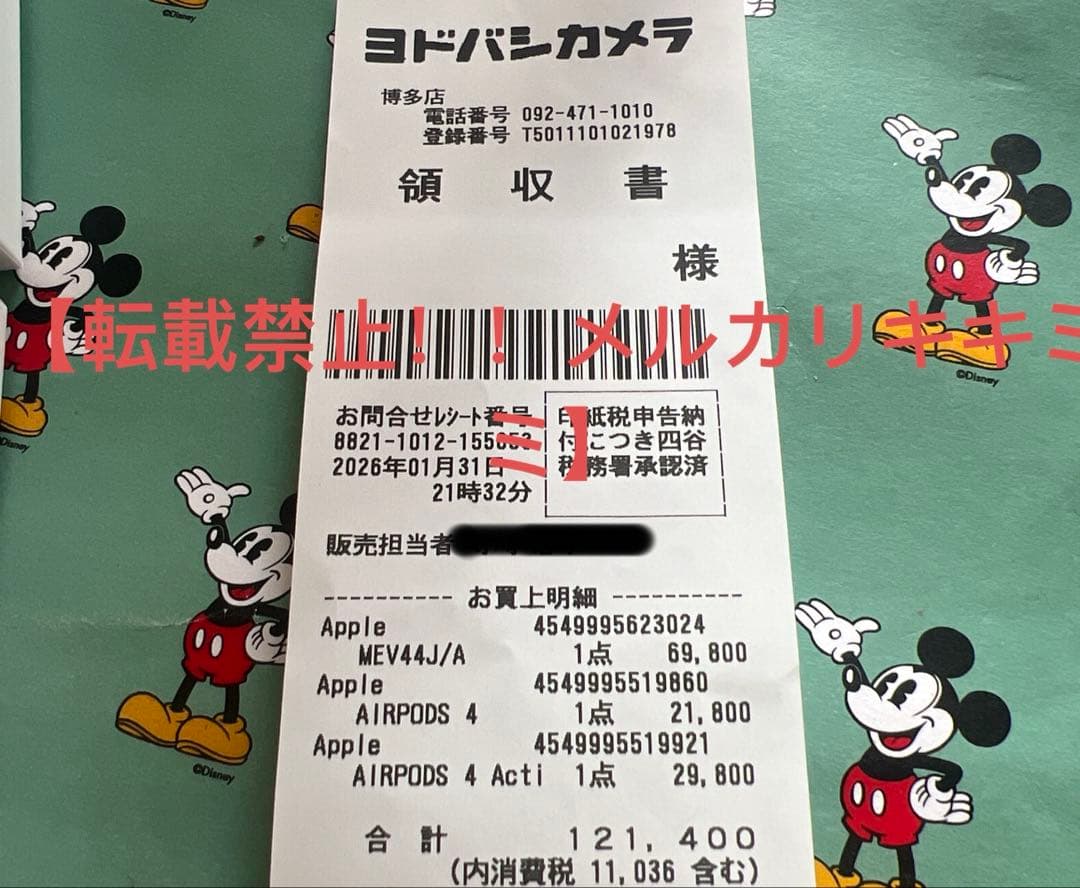 ヨドバシカメラ
博多店
電話番号 092-471-1010
登録番号 T5011101021978
領収書
様
【転載禁止！！ メルカリキキミ
ミ】
お問合せレシート番号
8821-1012-
2026年01月31日
21時32分
印紙税申告納
付につき四谷
税務署承認済
販売担当者
お買上明細
Apple 4549995623024
MEV44J/A 1点 69,800
Apple 4549995519860
AIRPODS 4 1点 21,800
Apple 4549995519921
AIRPODS 4 Acti 1点 29,800
合計 121,400
(内消費税 11,036 含む)
©Disney
©Disney
©Disney
©Disney